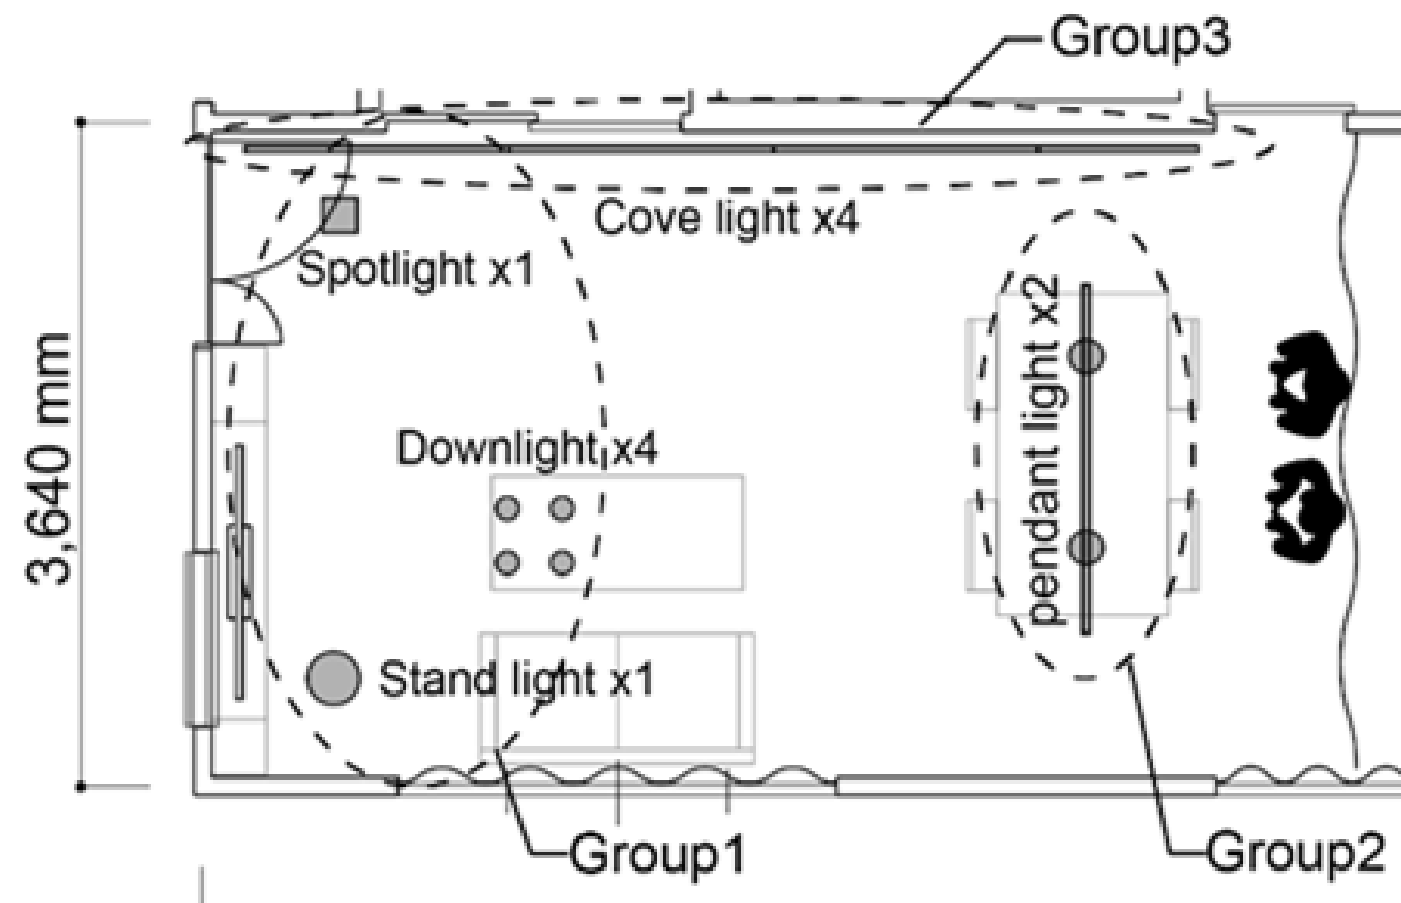 Group3
Cove light x4
Spotlight x1
pendant light x2
3,640 mm
Downlight x4
Stand light x1
Group1
Group2